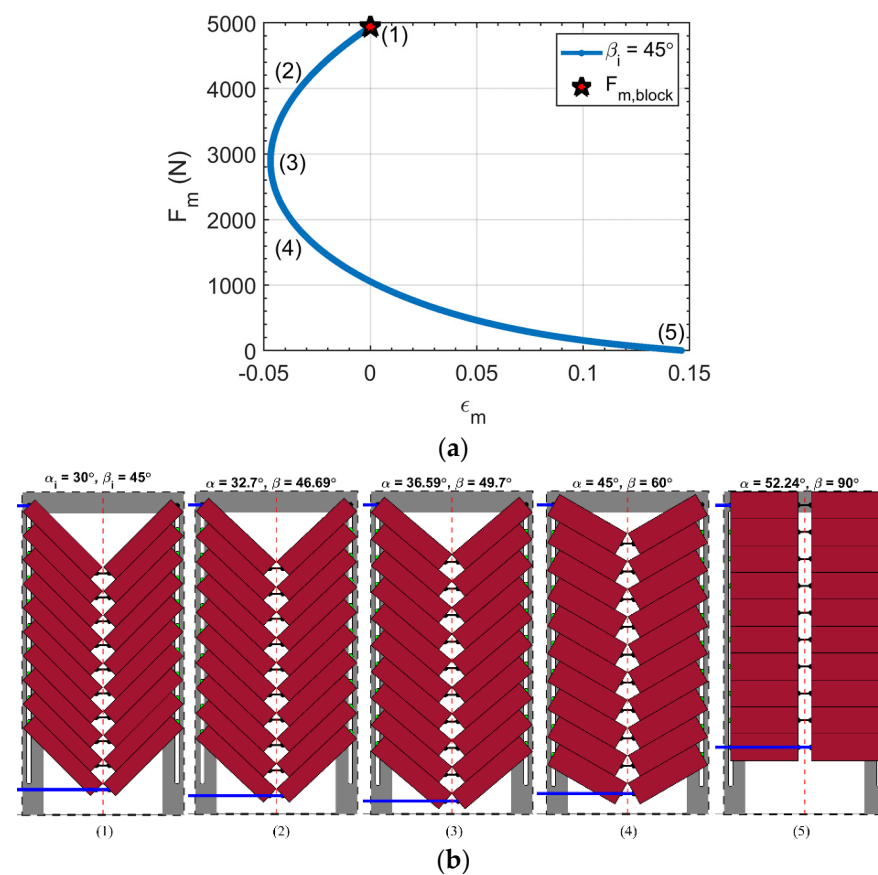 (a)
5000
4000
3000
2000
1000
0
F_m (N)
-0.05
0
0.05
0.1
0.15
ϵ_m
(1)
(2)
(3)
(4)
(5)
β_i = 45°
F_m,block
(a)
α_i = 30°, β_i = 45°
α = 32.7°, β = 46.69°
α = 36.59°, β = 49.7°
α = 45°, β = 60°
α = 52.24°, β = 90°
(1)
(2)
(3)
(4)
(5)
(b)